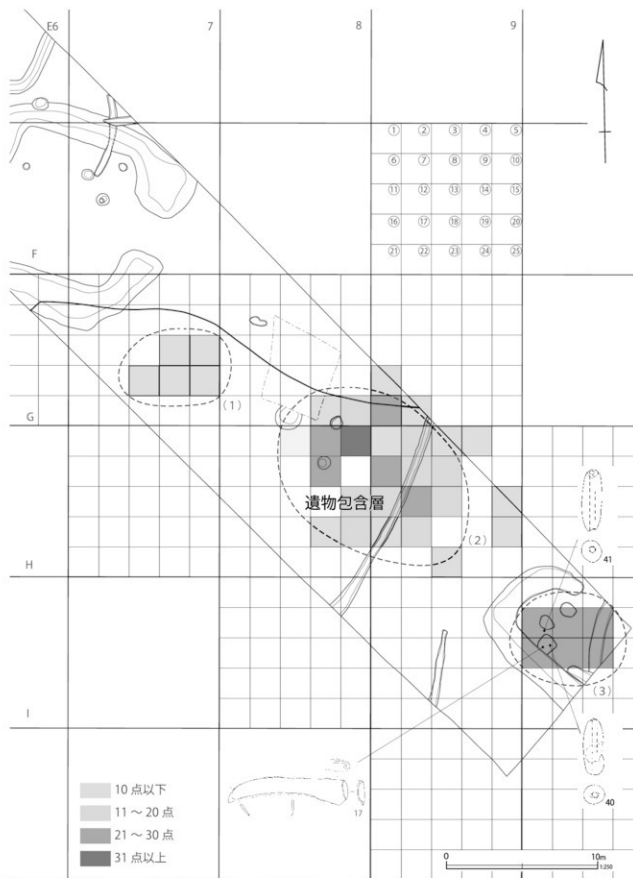 E6 7 8 9
① ② ③ ④ ⑤
⑥ ⑦ ⑧ ⑨ ⑩
⑪ ⑫ ⑬ ⑭ ⑮
⑯ ⑰ ⑱ ⑲ ⑳
㉑ ㉒ ㉓ ㉔ ㉕
F
(1)
G
遺物包含層
(2)
41
H
(3)
I
17
40
10 点以下
11 〜 20 点
21 〜 30 点
31 点以上
0 10m
1:250